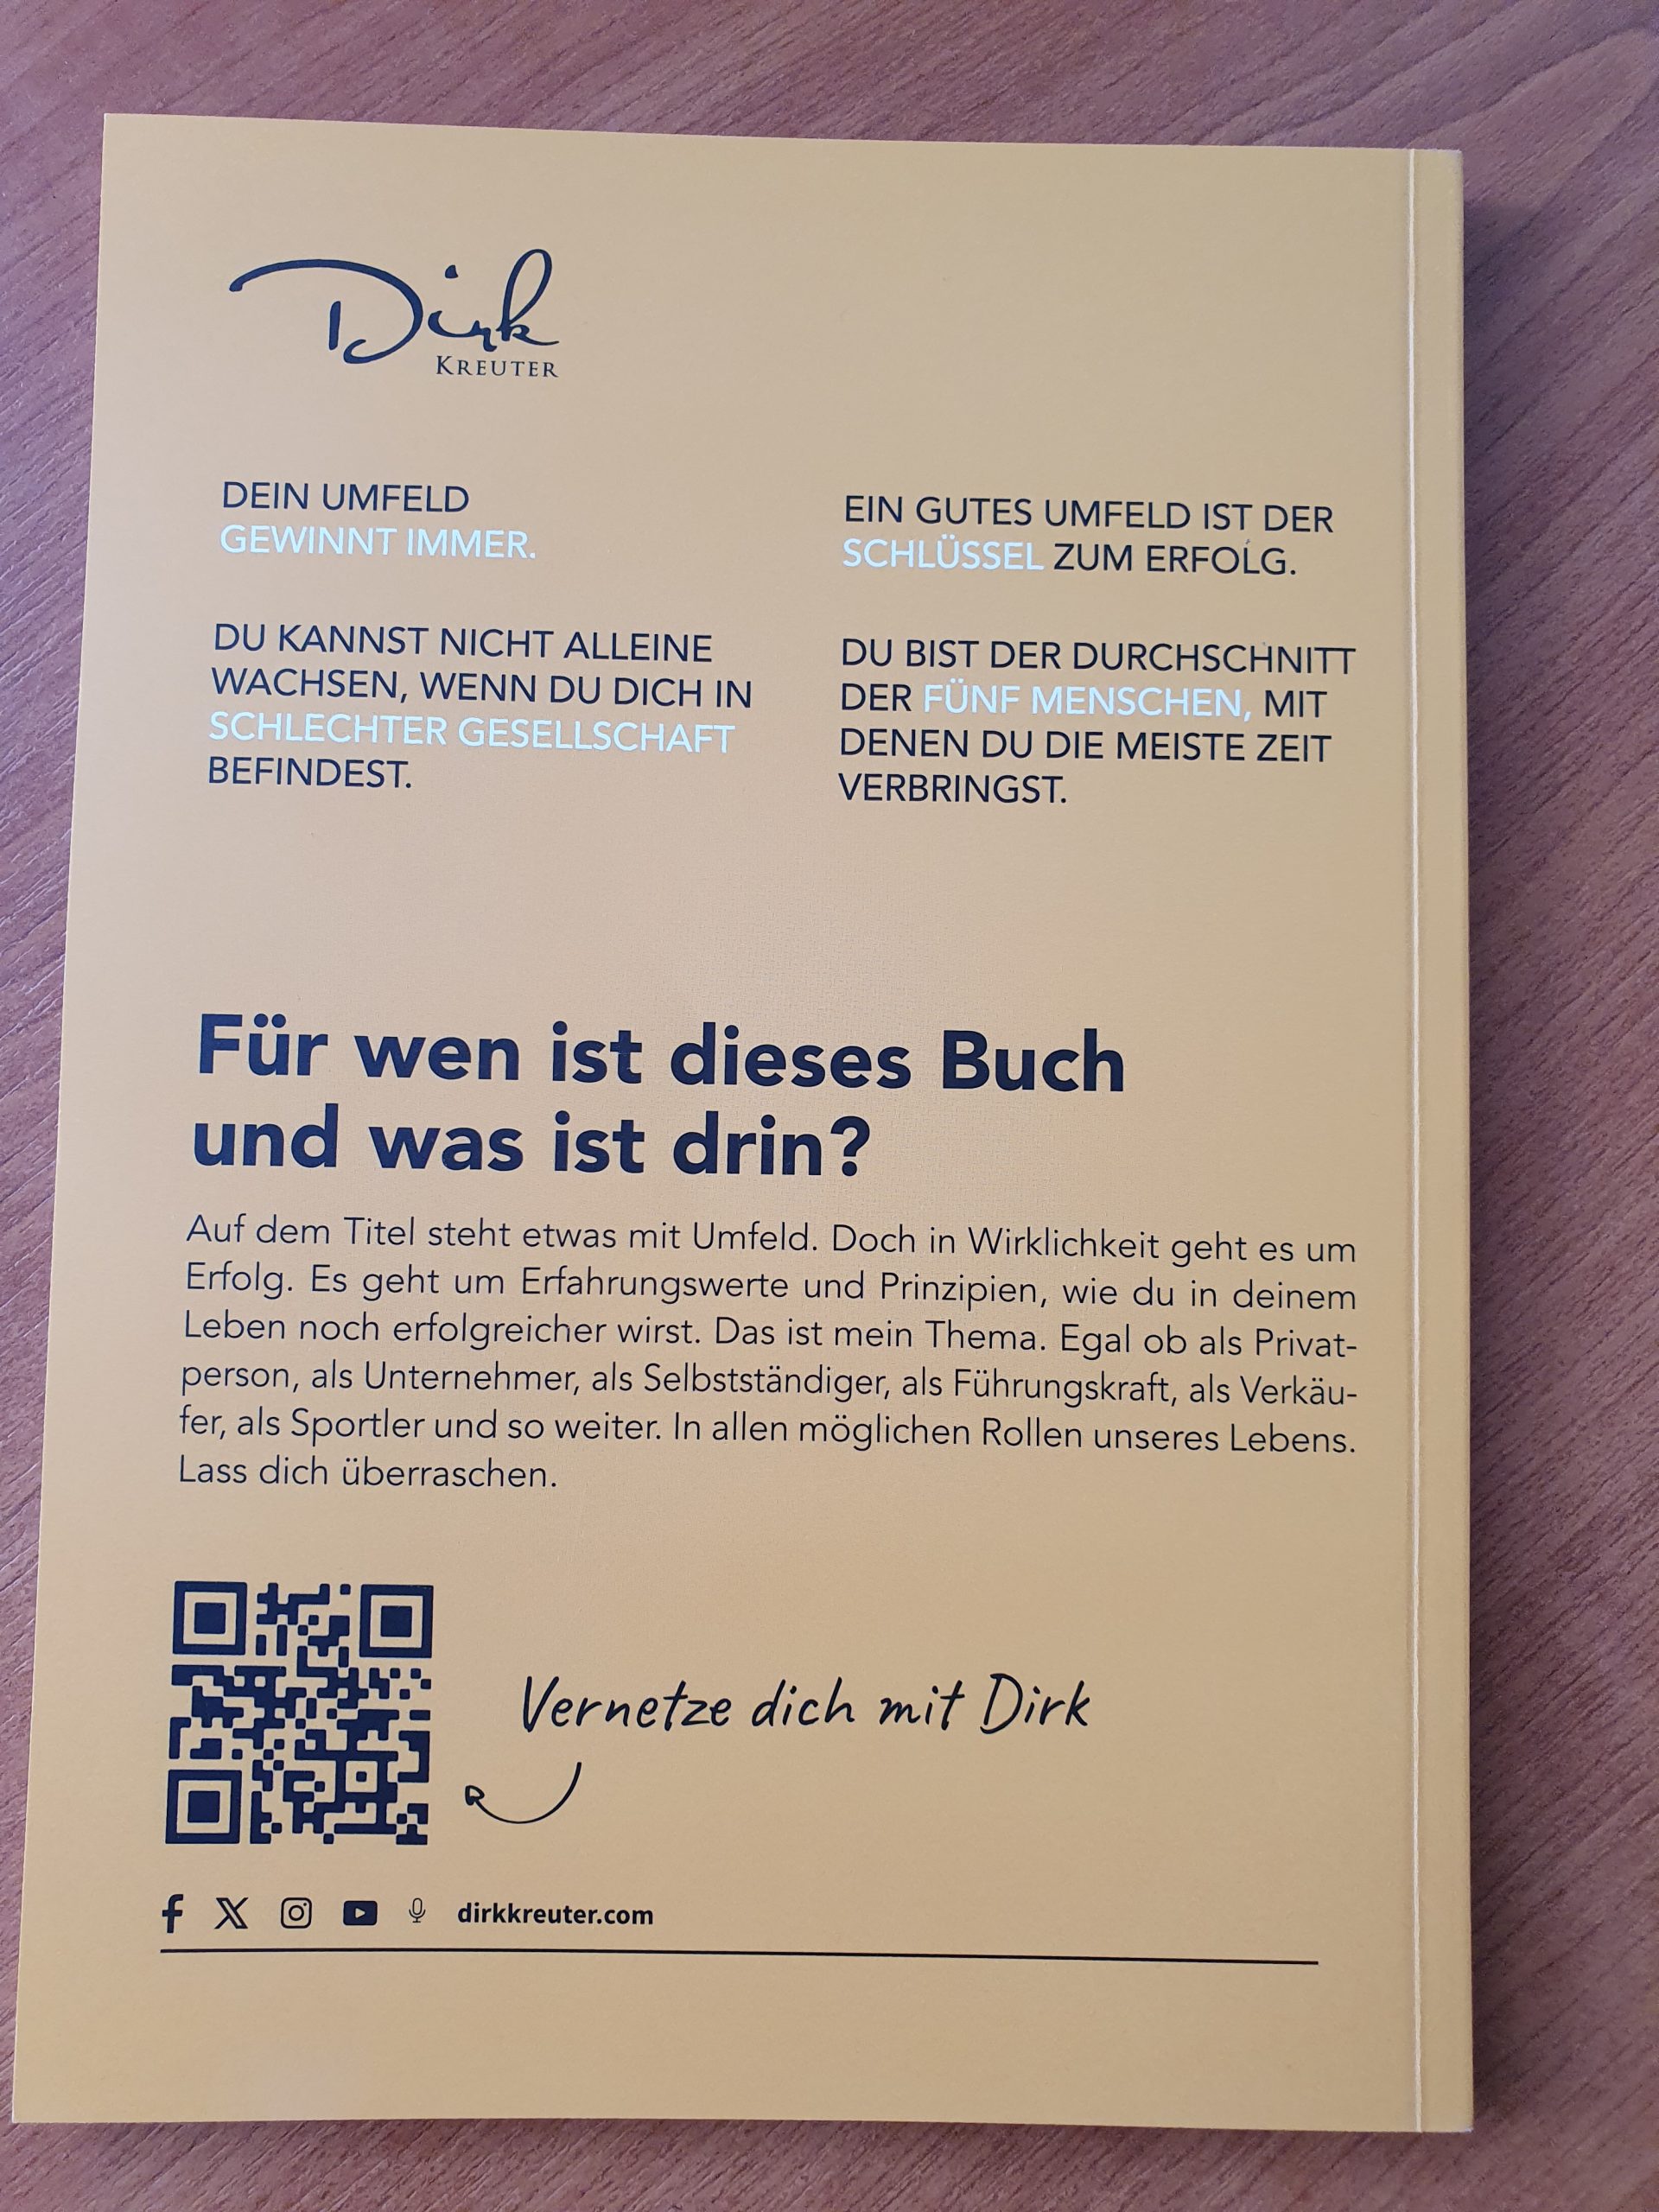 Dirk
KREUTER
DEIN UMFELD
GEWINNT IMMER.
DU KANNST NICHT ALLEINE
WACHSEN, WENN DU DICH IN
SCHLECHTER GESELLSCHAFT
BEFINDEST.
EIN GUTES UMFELD IST DER
SCHLÜSSEL ZUM ERFOLG.
DU BIST DER DURCHSCHNITT
DER FÜNF MENSCHEN, MIT
DENEN DU DIE MEISTE ZEIT
VERBRINGST.
Für wen ist dieses Buch
und was ist drin?
Auf dem Titel steht etwas mit Umfeld. Doch in Wirklichkeit geht es um
Erfolg. Es geht um Erfahrungswerte und Prinzipien, wie du in deinem
Leben noch erfolgreicher wirst. Das ist mein Thema. Egal ob als Privat-
person, als Unternehmer, als Selbstständiger, als Führungskraft, als Verkäu-
fer, als Sportler und so weiter. In allen möglichen Rollen unseres Lebens.
Lass dich überraschen.
Vernetze dich mit Dirk
dirkkreuter.com